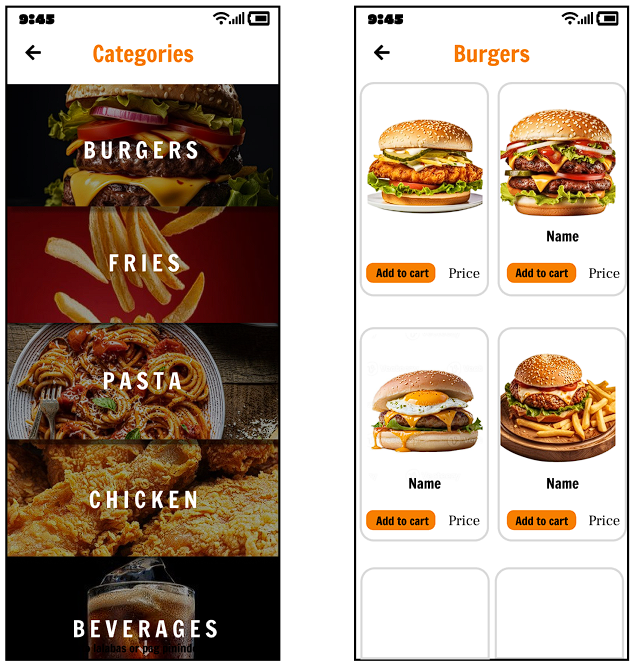 9:45
Categories
BURGERS
FRIES
PASTA
CHICKEN
BEVERAGES
9:45
Burgers
Name
Add to cart Price
Add to cart Price
Name
Name
Add to cart Price
Add to cart Price